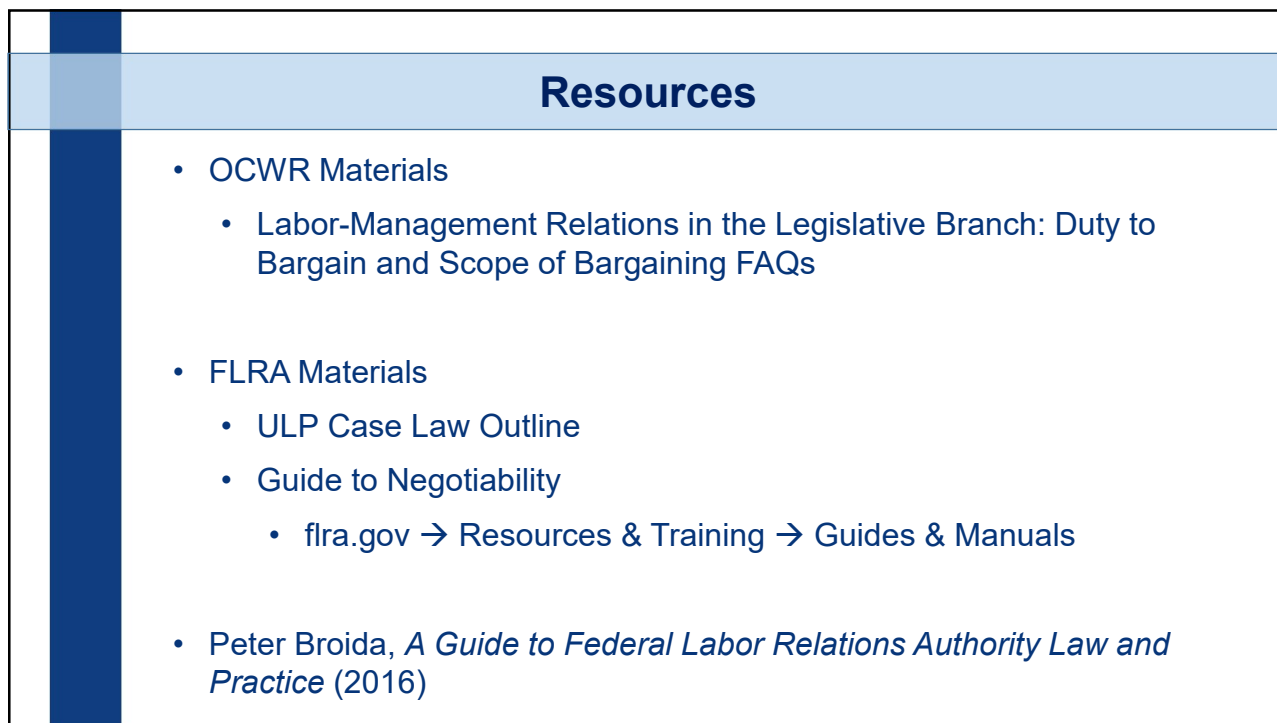 Resources
• OCWR Materials
• Labor-Management Relations in the Legislative Branch: Duty to
Bargain and Scope of Bargaining FAQs
• FLRA Materials
• ULP Case Law Outline
• Guide to Negotiability
• flra.gov → Resources & Training → Guides & Manuals
• Peter Broida, A Guide to Federal Labor Relations Authority Law and
Practice (2016)